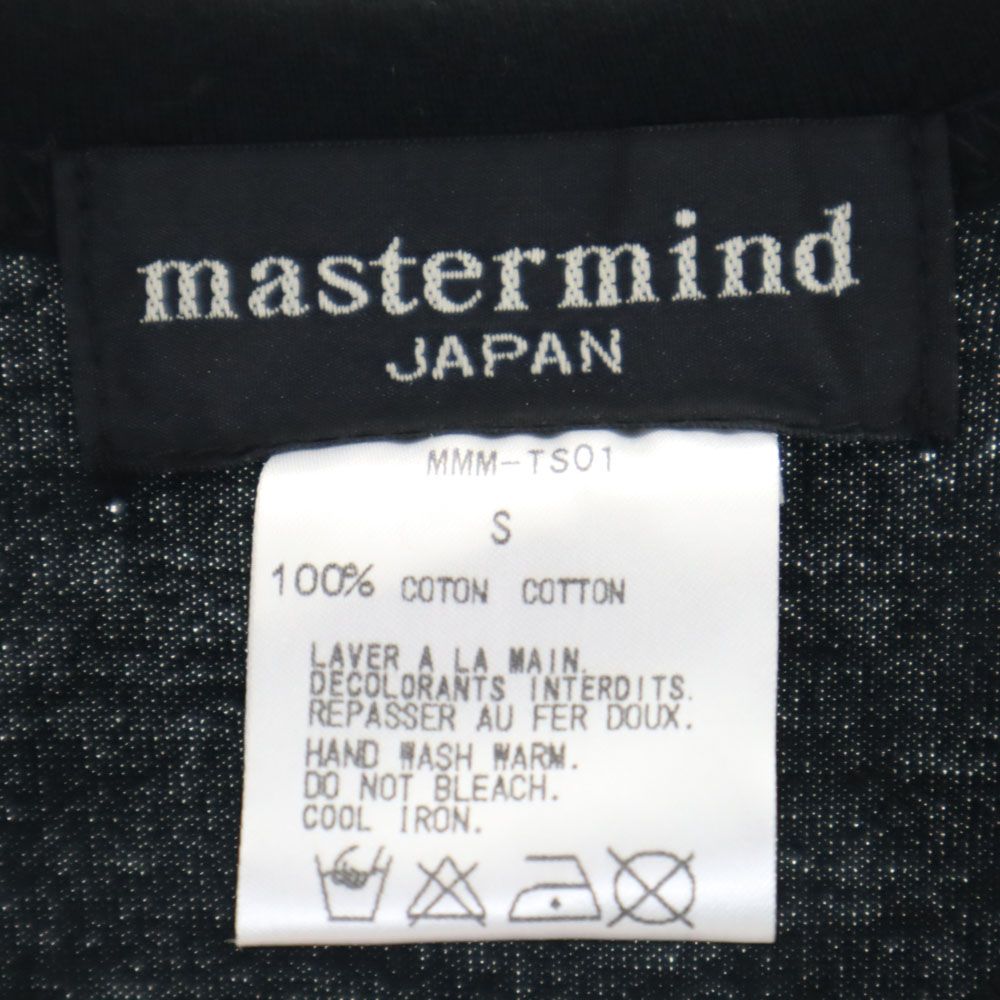 mastermind
JAPAN
MMM-TS01
S
100% COTON COTTON
LAVER A LA MAIN.
DECOLORANTS INTERDITS.
REPASSER AU FER DOUX.
HAND WASH WARM.
DO NOT BLEACH.
COOL IRON.